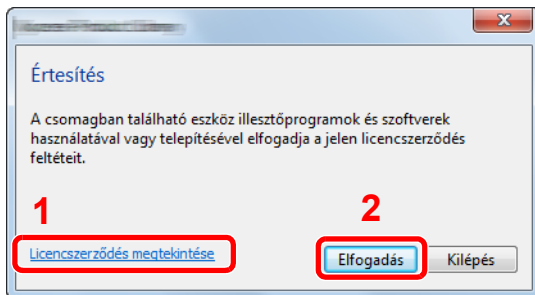 Értesítés
A csomagban található eszköz illesztőprogramok és szoftverek
használatával vagy telepítésével elfogadja a jelen licencszerződés
feltéteit.
1
2
Licencszerződés megtekintése
Elfogadás
Kilépés